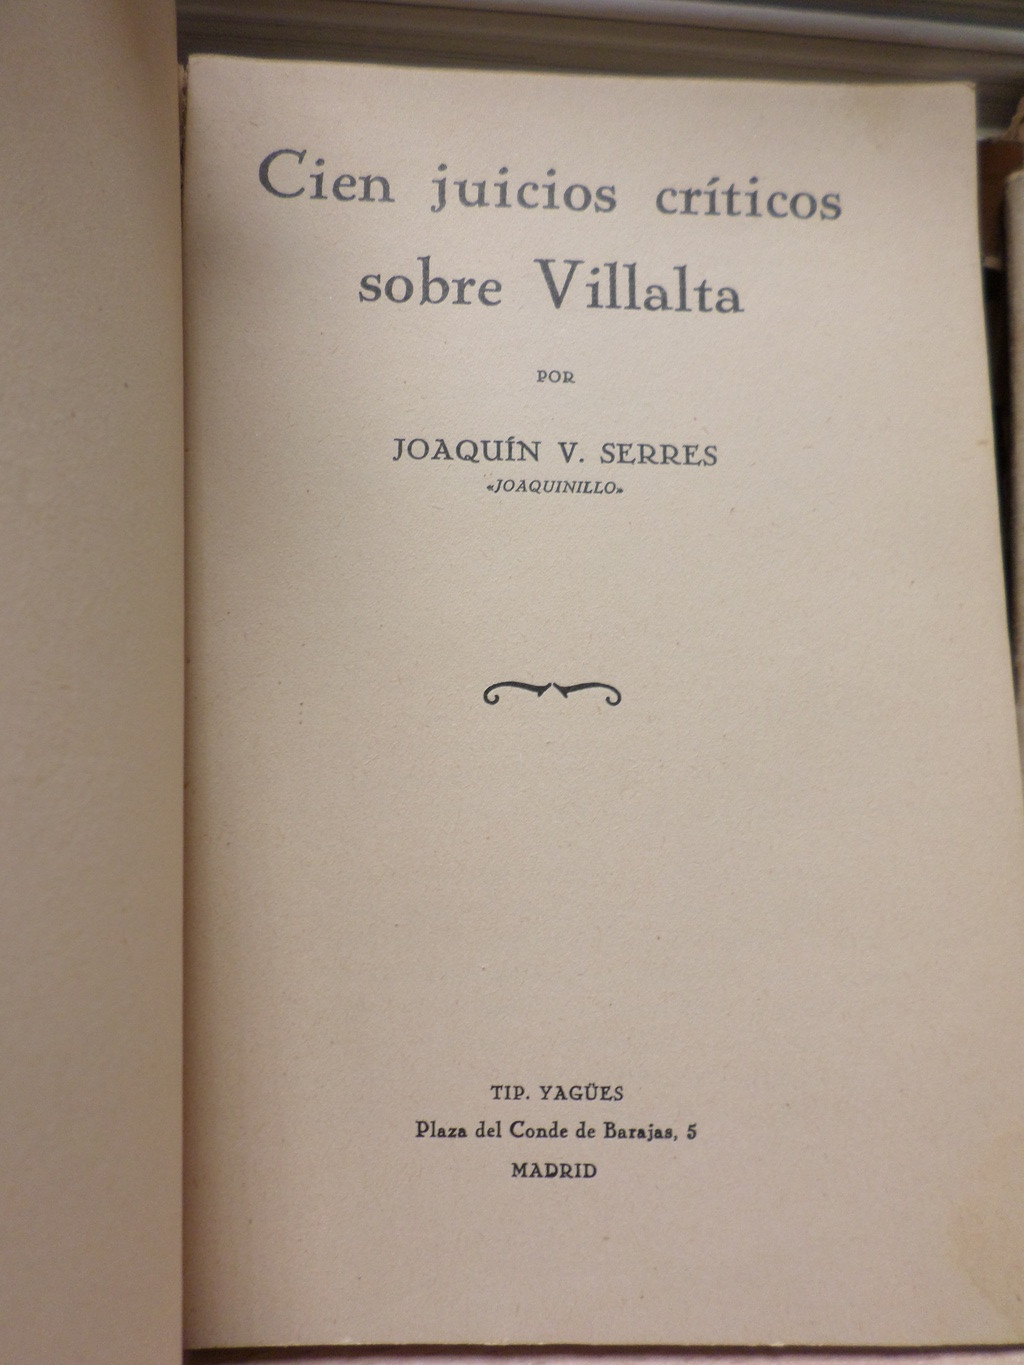 Cien juicios críticos
sobre Villalta
POR
JOAQUÍN V. SERRES
«JOAQUINILLO»
TIP. YAGÜES
Plaza del Conde de Barajas, 5
MADRID